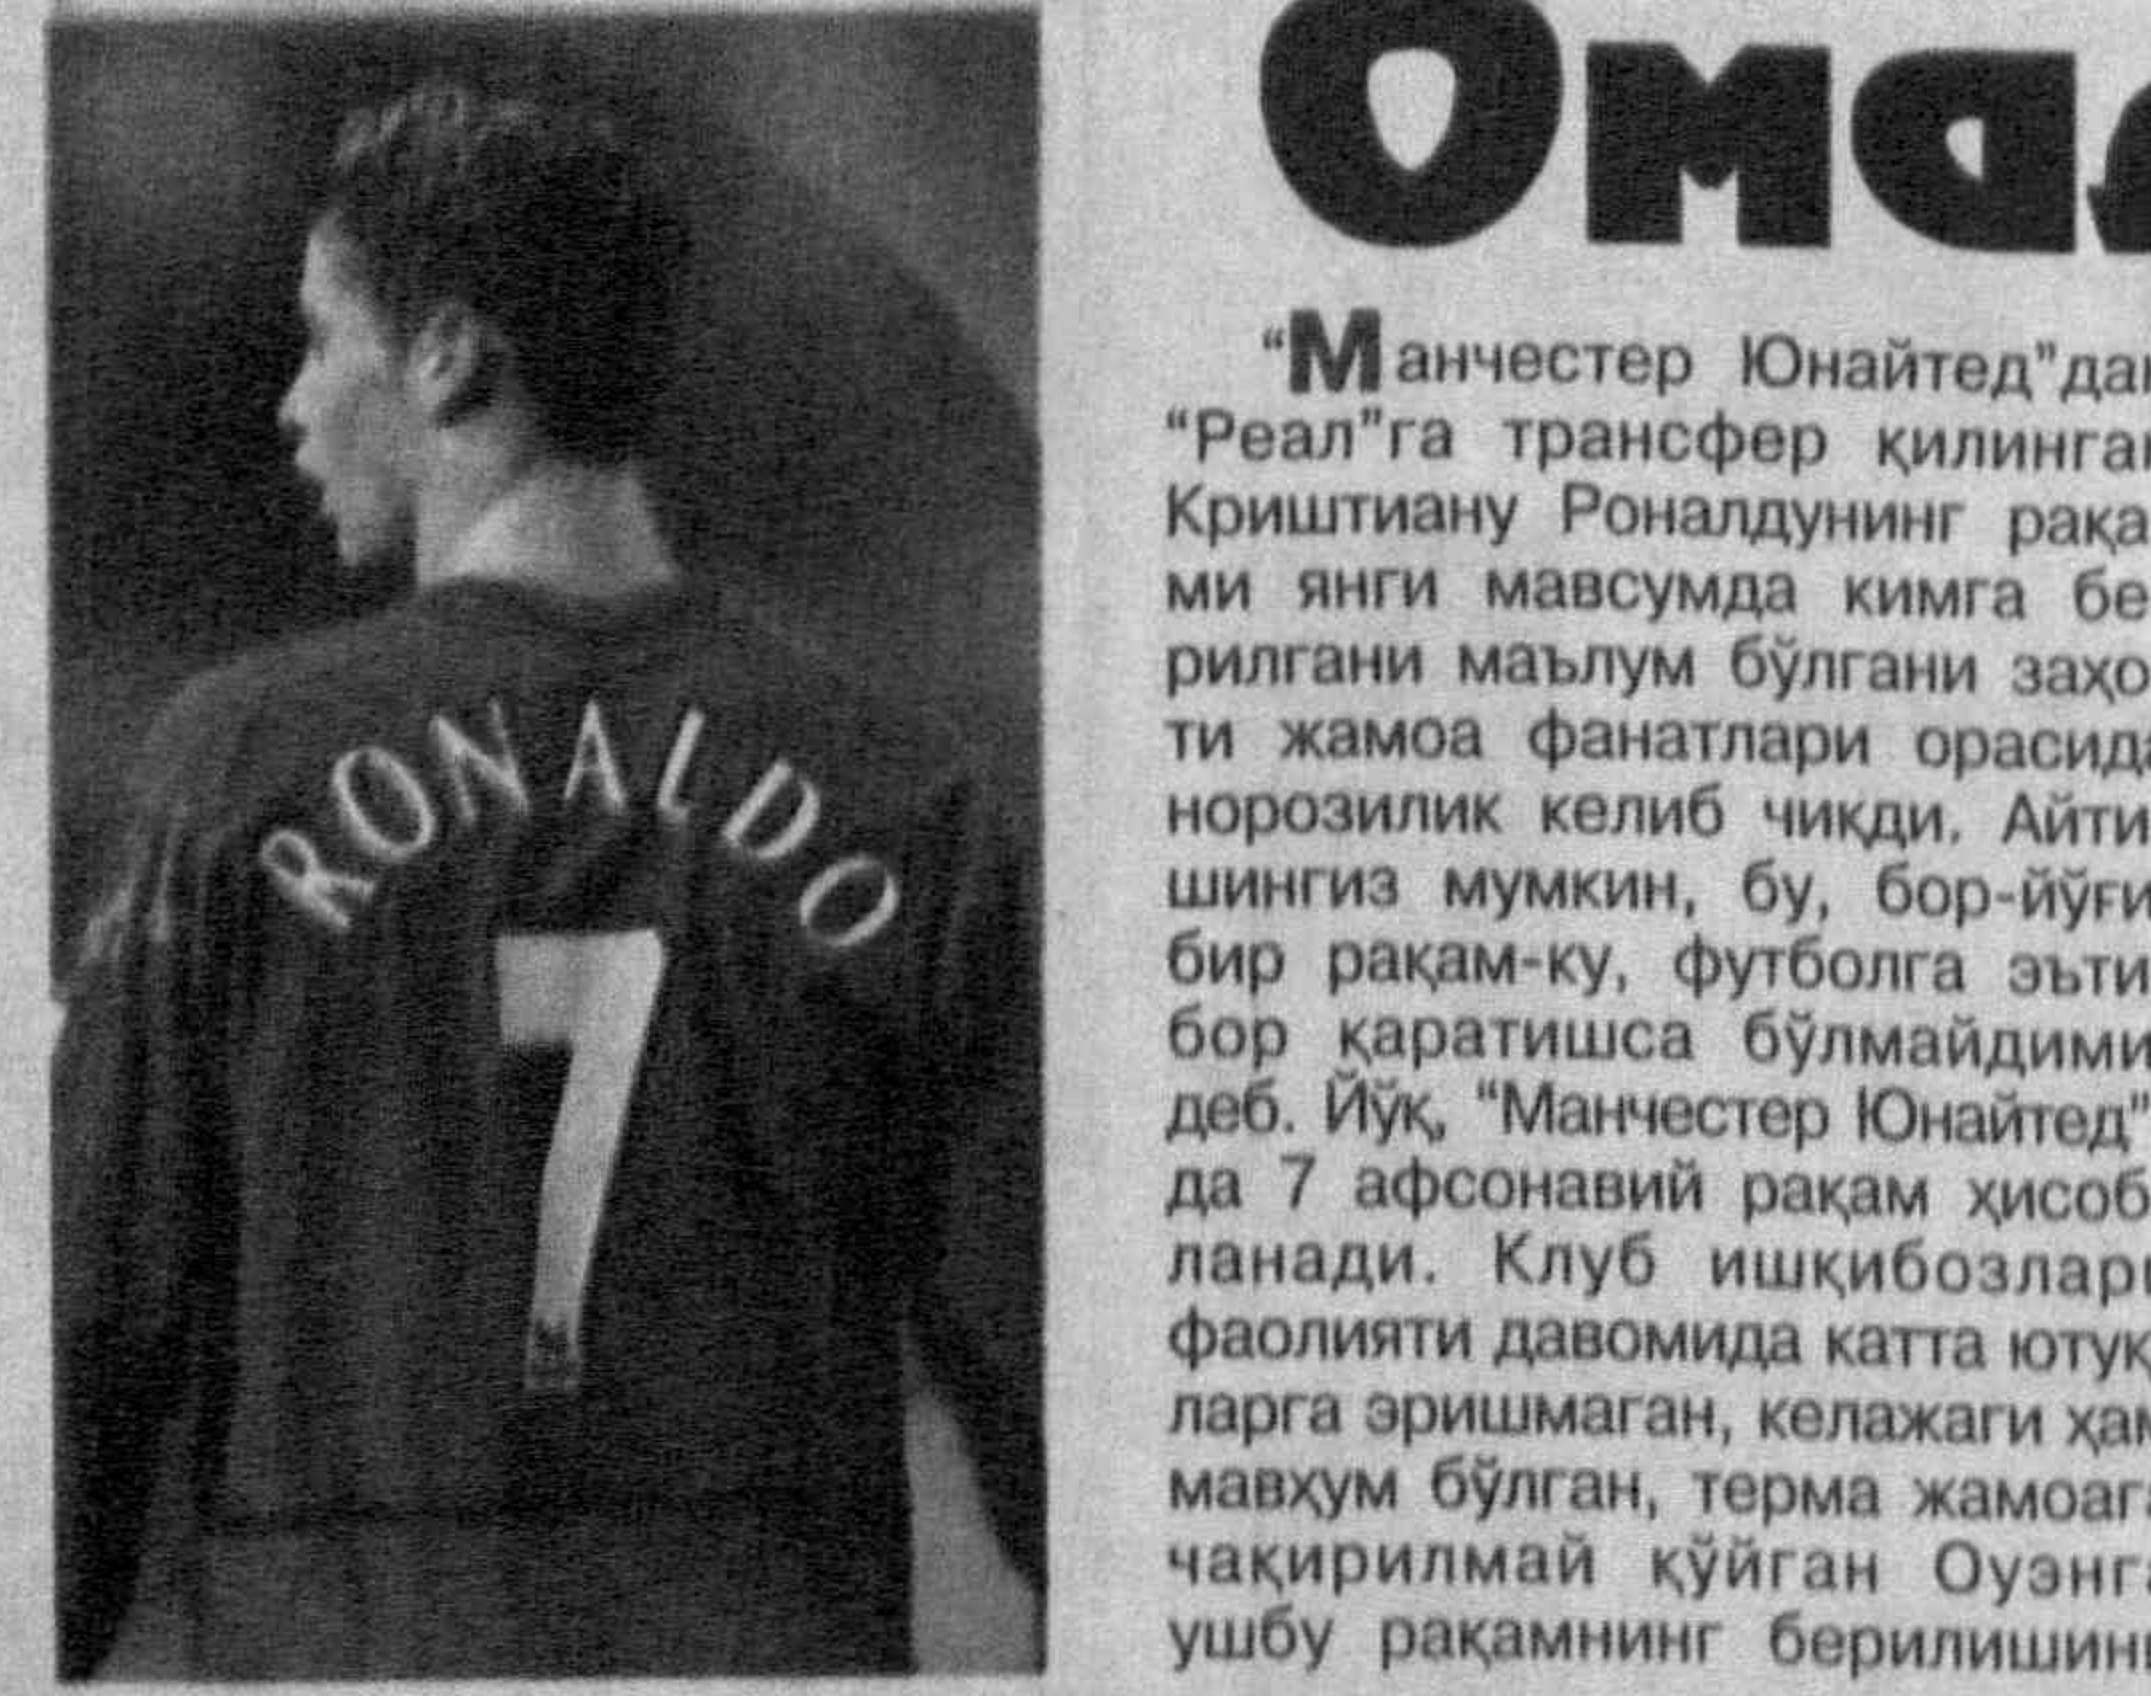 RONALDO
7
Омал
“Манчестер Юнайтед”дан
“Реал”га трансфер қилинган
Криштиану Роналдунинг рақа-
ми янги мавсумда кимга бе-
рилгани маълум бўлгани заҳо-
ти жамоа фанатлари орасида
норозилик келиб чиқди. Айти-
шингиз мумкин, бу, бор-йўғи
бир рақам-ку, футболга эъти-
бор қаратишса бўлмайдими
деб. Йўқ, “Манчестер Юнайтед”
да 7 афсонавий рақам ҳисоб-
ланади. Клуб ишқибозлари
фаолияти давомида катта ютуқ-
ларга эришмаган, келажаги ҳам
мавҳум бўлган, терма жамоага
чақирилмай қўйган Оуэнга
ушбу рақамнинг берилишини